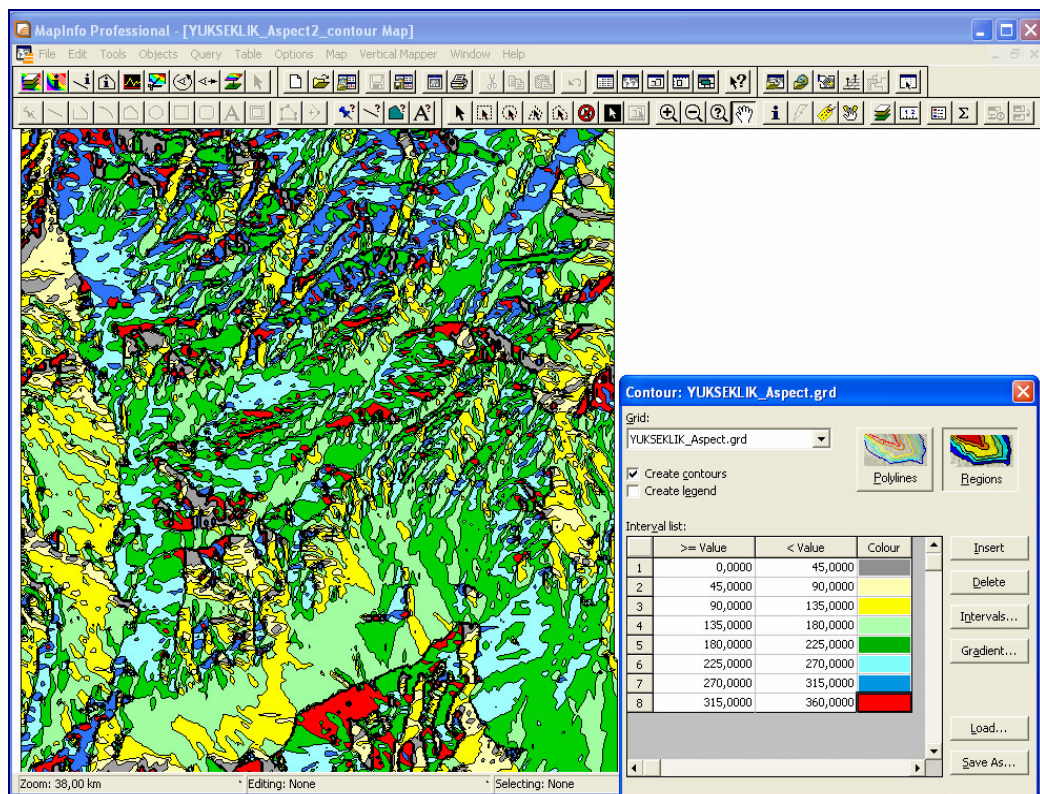 MapInfo Professional - [YUKSEKLIK_Aspect2_contour Map]
File Edit Tools Objects Query Table Options Map Vertical Mapper Window Help
Contour: YUKSEKLIK_Aspect.grd
Grid:
YUKSEKLIK_Aspect.grd
Create contours
Create legend
Polylines
Regions
Interval list:
>= Value < Value Colour
1 0,0000 45,0000
2 45,0000 90,0000
3 90,0000 135,0000
4 135,0000 180,0000
5 180,0000 225,0000
6 225,0000 270,0000
7 270,0000 315,0000
8 315,0000 360,0000
Insert
Delete
Intervals...
Gradient...
Load...
Save As...
Zoom: 38,00 km Editing: None Selecting: None